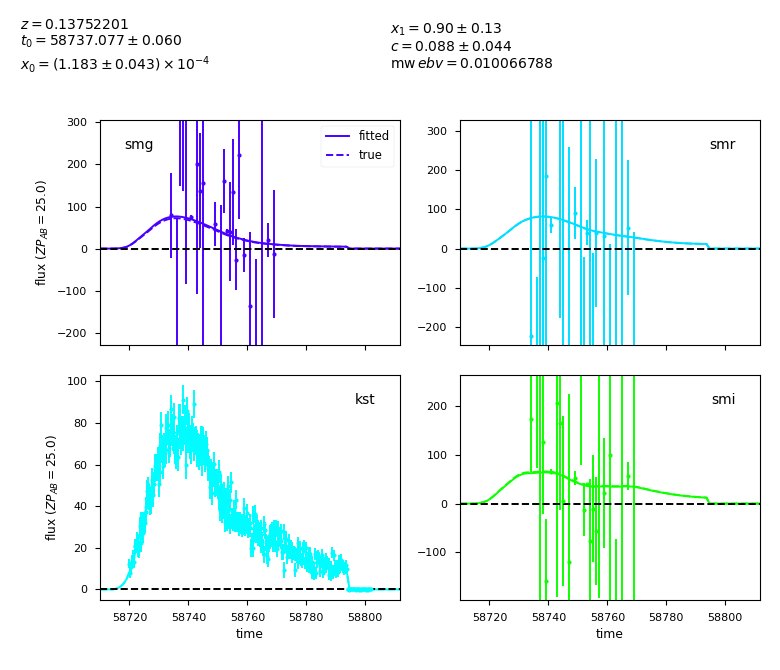 z = 0.13752201
t₀ = 58737.077 ± 0.060
x₀ = (1.183 ± 0.043) × 10⁻⁴
x₁ = 0.90 ± 0.13
c = 0.088 ± 0.044
mw ebv = 0.010066788
smg
fitted
true
300
200
100
0
−100
−200
flux (ZP_AB = 25.0)
smr
300
200
100
0
−100
−200
kst
100
80
60
40
20
0
flux (ZP_AB = 25.0)
58720 58740 58760 58780 58800
time
smi
200
100
0
−100
58720 58740 58760 58780 58800
time